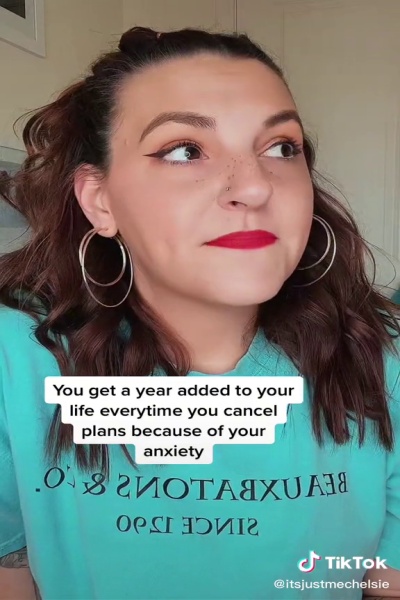 You get a year added to your
life everytime you cancel
plans because of your
anxiety
BEAUXBATONS & CO.
SINCE 1290
TikTok
@itsjustmechelsie